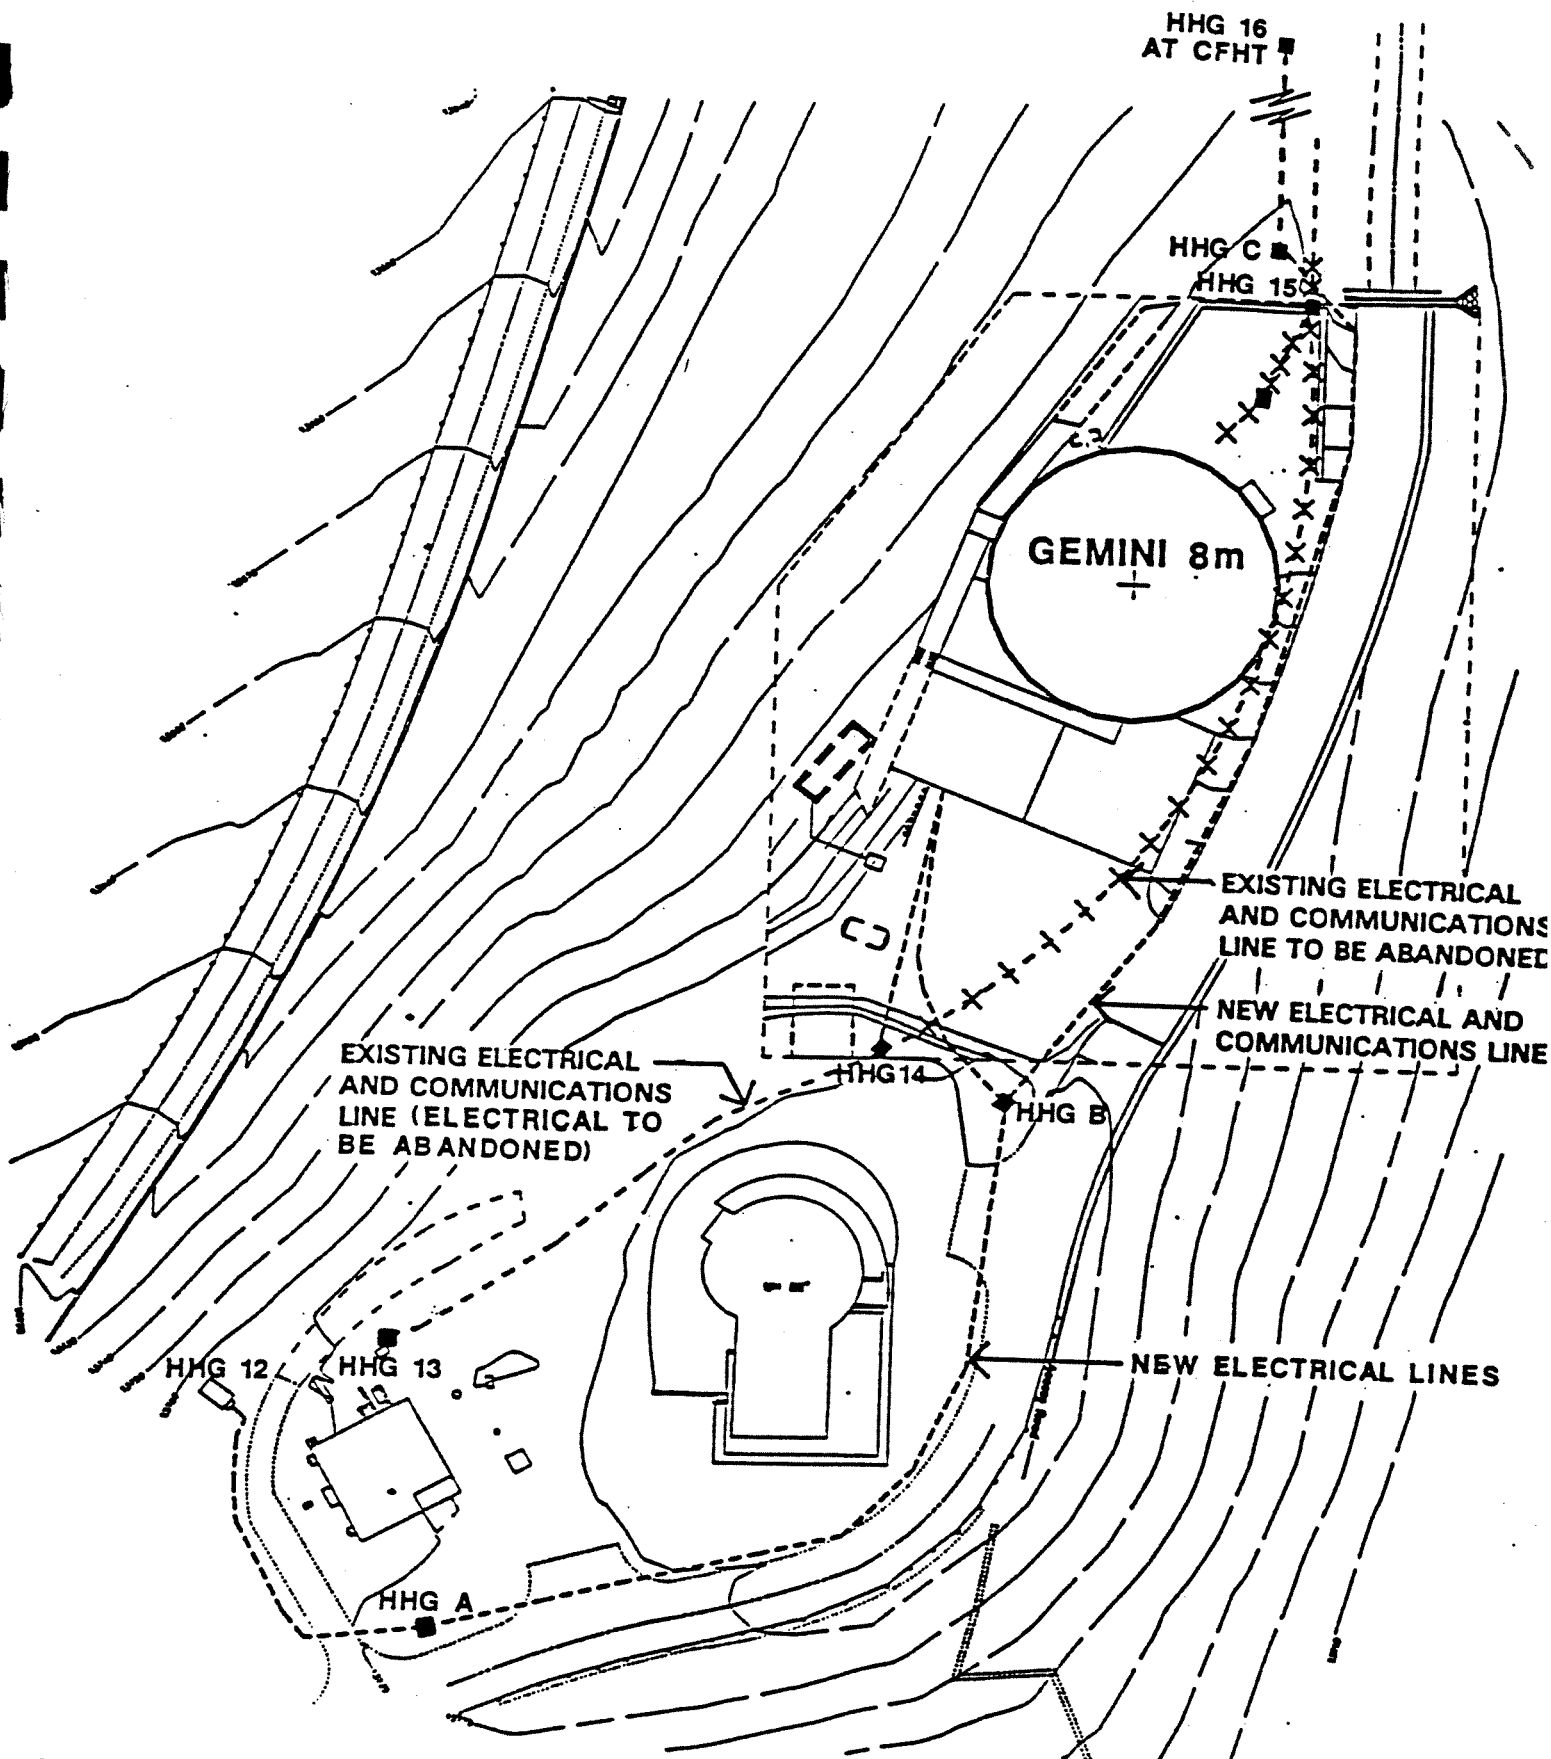 HHG 16
AT CFHT
HHG C
HHG 15
GEMINI 8m
EXISTING ELECTRICAL
AND COMMUNICATIONS
LINE TO BE ABANDONED
NEW ELECTRICAL AND
COMMUNICATIONS LINE
EXISTING ELECTRICAL
AND COMMUNICATIONS
LINE (ELECTRICAL TO
BE ABANDONED)
HHG 14
HHG B
HHG 12
HHG 13
NEW ELECTRICAL LINES
HHG A